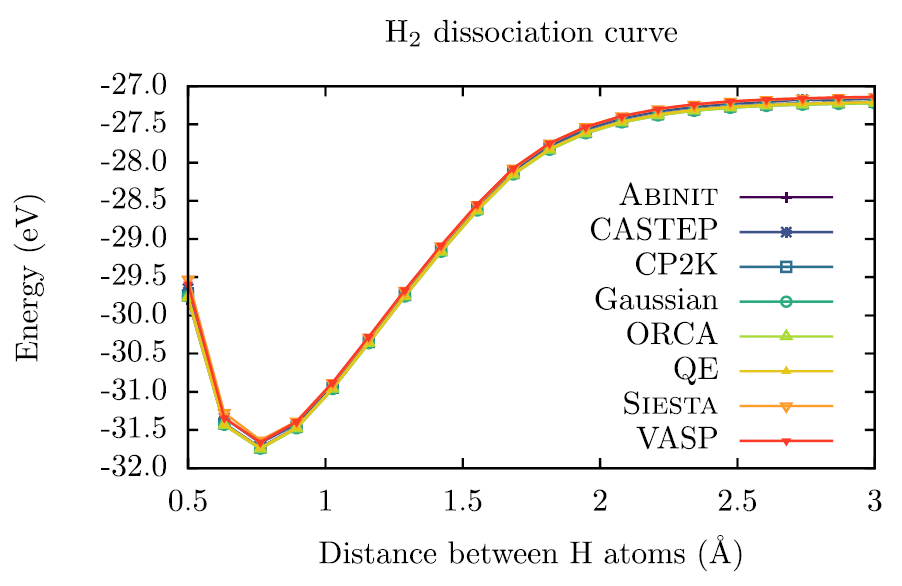 H₂ dissociation curve
-27.0
-27.5
-28.0
-28.5
-29.0
-29.5
-30.0
-30.5
-31.0
-31.5
-32.0
Energy (eV)
ABINIT
CASTEP
CP2K
Gaussian
ORCA
QE
SIESTA
VASP
0.5 1 1.5 2 2.5 3
Distance between H atoms (Å)